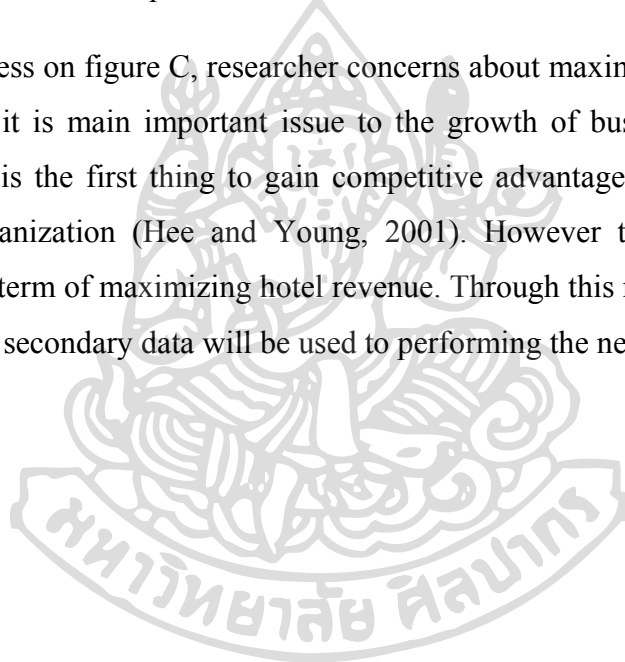 ess on figure C, researcher concerns about maxin
it is main important issue to the growth of bus
is the first thing to gain competitive advantage
anization (Hee and Young, 2001). However t
term of maximizing hotel revenue. Through this r
secondary data will be used to performing the ne
มหาวิทยาลัย ศิลปากร